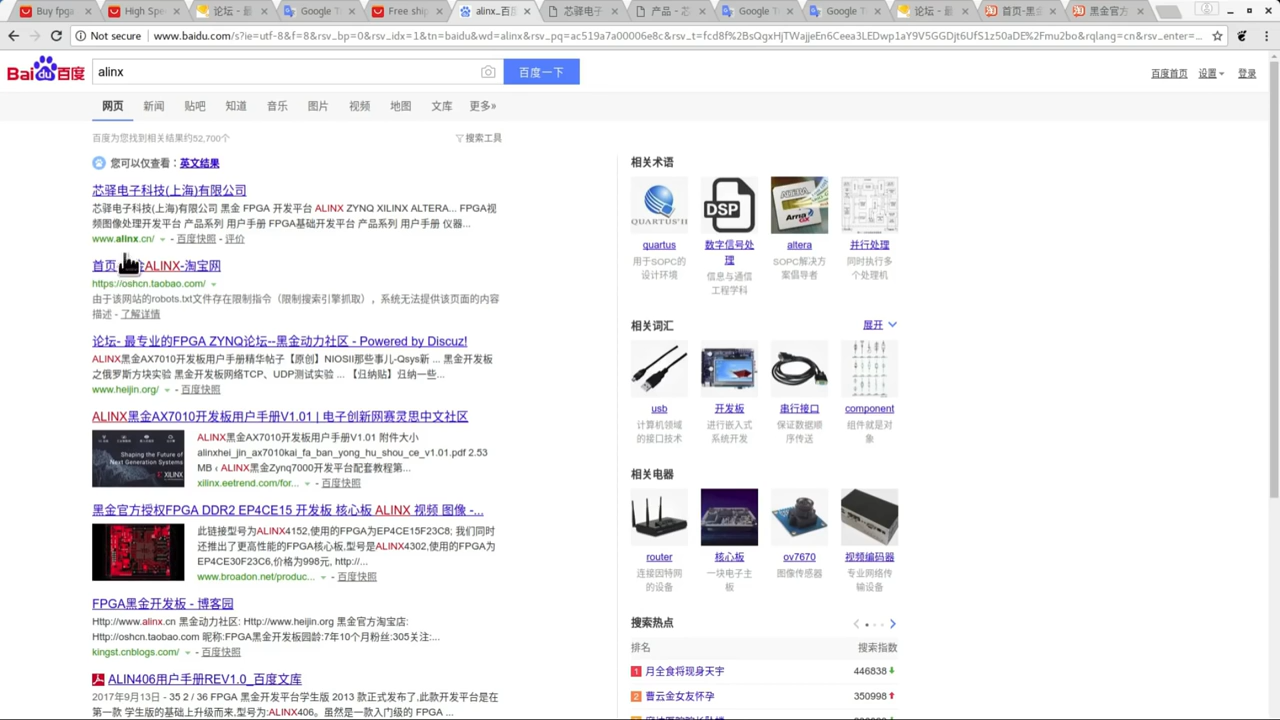 Buy fpga
High Spe
论坛 - 最
Google T
Free ship
alinx_百
芯驿电子
产品 - 芯
Google T
Google T
论坛 - 最
首页-黑
黑金官方
Not secure
www.baidu.com/s?ie=utf-8&f=8&rsv_bp=0&rsv_idx=1&tn=baidu&wd=alinx&rsv_pq=ac519a7a00006e8c&rsv_t=fcd8f%2BsQgxHjTWajjeEn6Ceea3LEDwp1aY9V5GGDjt6UfS1z50aDE%2Fmu2bo&rqlang=cn&rsv_enter=...
Bai du 百度
alinx
百度一下
百度首页 设置 登录
网页 新闻 贴吧 知道 音乐 图片 视频 地图 文库 更多»
百度为您找到相关结果约52,700个
搜索工具
您可以仅查看：英文结果
芯驿电子科技(上海)有限公司
芯驿电子科技(上海)有限公司 黑金 FPGA 开发平台 ALINX ZYNQ XILINX ALTERA... FPGA视
频图像处理开发平台 产品系列 用户手册 FPGA基础开发平台 产品系列 用户手册 仪器...
www.alinx.cn/ - 百度快照 - 评价
首页 ALINX-淘宝网
https://oshcn.taobao.com/
由于该网站的robots.txt文件存在限制指令（限制搜索引擎抓取），系统无法提供该页面的内容
描述 - 了解详情
论坛- 最专业的FPGA ZYNQ论坛--黑金动力社区 - Powered by Discuz!
ALINX黑金AX7010开发板用户手册精华帖子【原创】NIOSII那些事儿-Qsys新 ... 黑金开发板
之俄罗斯方块实验 黑金开发板网络TCP、UDP测试实验 ... 【归纳贴】归纳一些...
www.heijin.org/ - 百度快照
ALINX黑金AX7010开发板用户手册V1.01 | 电子创新网赛灵思中文社区
Shaping the Future of
Next Generation Systems
XILINX
ALINX黑金AX7010开发板用户手册V1.01 附件大小
alinxhei_jin_ax7010kai_fa_ban_yong_hu_shou_ce_v1.01.pdf 2.53
MB ‹ ALINX黑金Zynq7000开发平台配套教程第...
xilinx.eetrend.com/for... - 百度快照
黑金官方授权FPGA DDR2 EP4CE15 开发板 核心板 ALINX 视频 图像 -...
此链接型号为ALINX4152,使用的FPGA为EP4CE15F23C8; 我们同时
还推出了更高性能的FPGA核心板,型号是ALINX4302,使用的FPGA为
EP4CE30F23C6,价格为998元, http://...
www.broadon.net/produc... - 百度快照
FPGA黑金开发板 - 博客园
Http://www.alinx.cn 黑金动力社区: Http://www.heijin.org 黑金官方淘宝店:
Http://oshcn.taobao.com 昵称:FPGA黑金开发板园龄:7年10个月粉丝:305关注:...
kingst.cnblogs.com/ - 百度快照
ALIN406用户手册REV1.0_百度文库
2017年9月13日 - 35 2 / 36 FPGA 黑金开发平台学生版 2013 款正式发布了,此款开发平台是在
第一款 学生版的基础上升级而来,型号为:ALINX406。虽然是一款入门级的 FPGA ...
相关术语
QUARTUS II
DSP
ALTERA
Arria GX
quartus 数字信号处理 altera 并行处理
用于SOPC的设计环境 信息与通信工程学科 SOPC解决方案倡导者 同时执行多个处理机
相关词汇 展开
usb 开发板 串行接口 component
计算机领域的接口技术 进行嵌入式系统开发 保证数据顺序传送 组件就是对象
相关电器
router 核心板 ov7670 视频编码器
连接因特网的设备 一块电子主板 图像传感器 专业网络传输设备
搜索热点
排名 搜索指数
1 月全食将现身天宇 446838
2 曹云金女友怀孕 350998